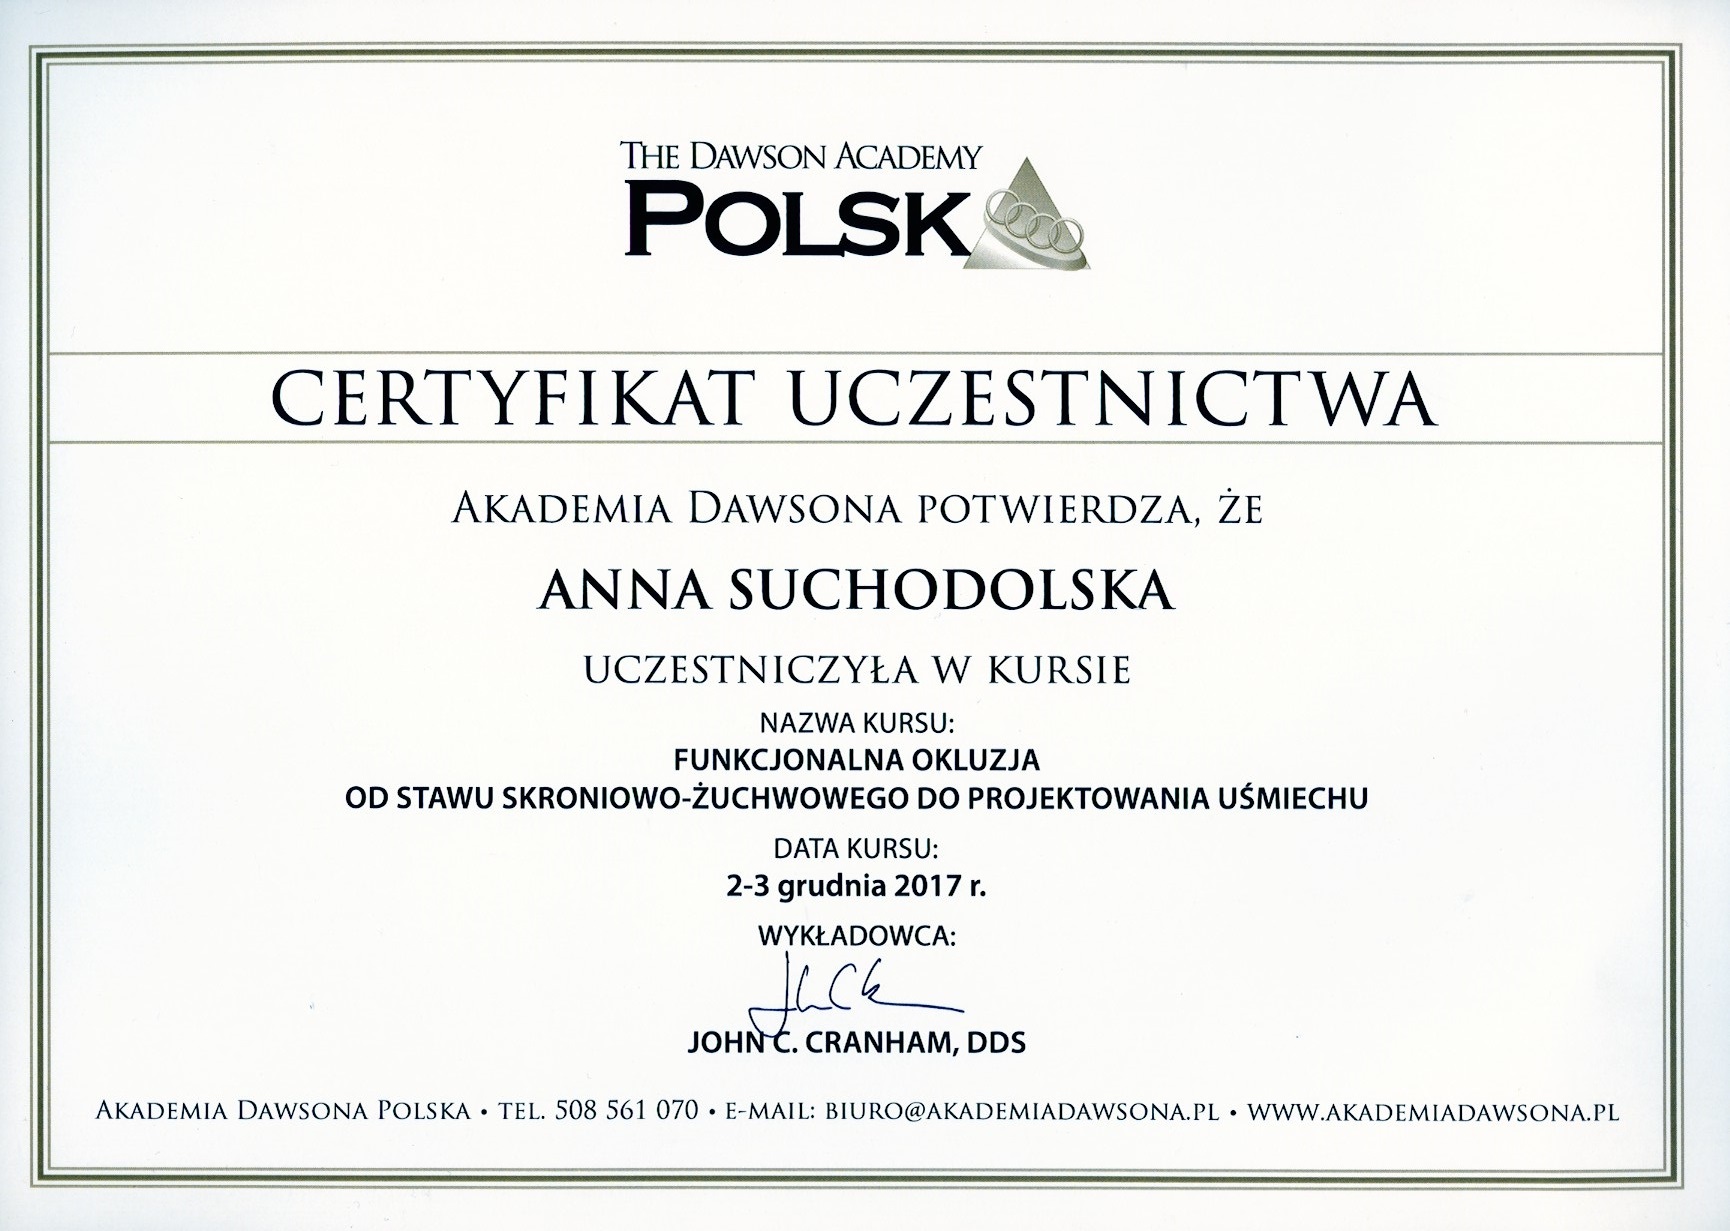 THE DAWSON ACADEMY
POLSK
CERTYFIKAT UCZESTNICTWA
AKADEMIA DAWSONA POTWIERDZA, ŻE
ANNA SUCHODOLSKA
UCZESTNICZYŁA W KURSIE
NAZWA KURSU:
FUNKCJONALNA OKLUZJA
OD STAWU SKRONIOWO-ŻUCHWOWEGO DO PROJEKTOWANIA UŚMIECHU
DATA KURSU:
2-3 grudnia 2017 r.
WYKŁADOWCA:
JOHN C. CRANHAM, DDS
AKADEMIA DAWSONA POLSKA • TEL. 508 561 070 • E-MAIL: BIURO@AKADEMIADAWSONA.PL • WWW.AKADEMIADAWSONA.PL